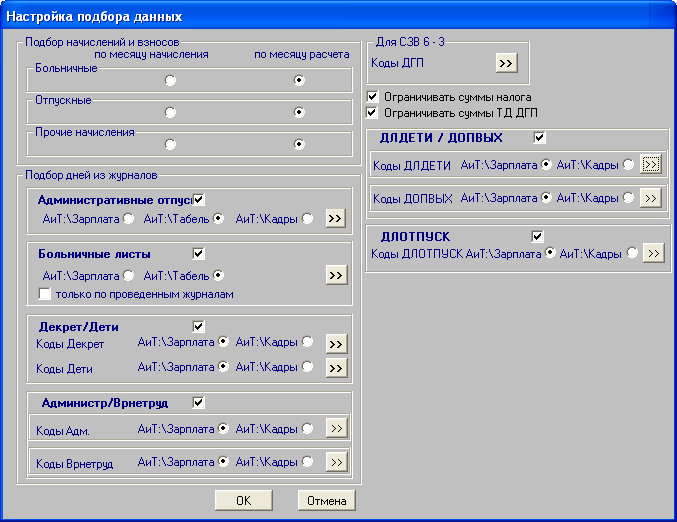 Настройка подбора данных
Подбор начислений и взносов
по месяцу начисления по месяцу расчета
Больничные
Отпускные
Прочие начисления
Подбор дней из журналов
Административные отпус
АиТ:\Зарплата АиТ:\Табель АиТ:\Кадры >>
Больничные листы
АиТ:\Зарплата АиТ:\Табель >>
только по проведенным журналам
Декрет/Дети
Коды Декрет АиТ:\Зарплата АиТ:\Кадры >>
Коды Дети АиТ:\Зарплата АиТ:\Кадры >>
Администр/Врнетруд
Коды Адм. АиТ:\Зарплата АиТ:\Кадры >>
Коды Врнетруд АиТ:\Зарплата АиТ:\Кадры >>
Для СЗВ 6 - 3
Коды ДГП >>
Ограничивать суммы налога
Ограничивать суммы ТД ДГП
ДЛДЕТИ / ДОПВЫХ
Коды ДЛДЕТИ АиТ:\Зарплата АиТ:\Кадры >>
Коды ДОПВЫХ АиТ:\Зарплата АиТ:\Кадры >>
ДЛОТПУСК
Коды ДЛОТПУСК АиТ:\Зарплата АиТ:\Кадры >>
OK Отмена